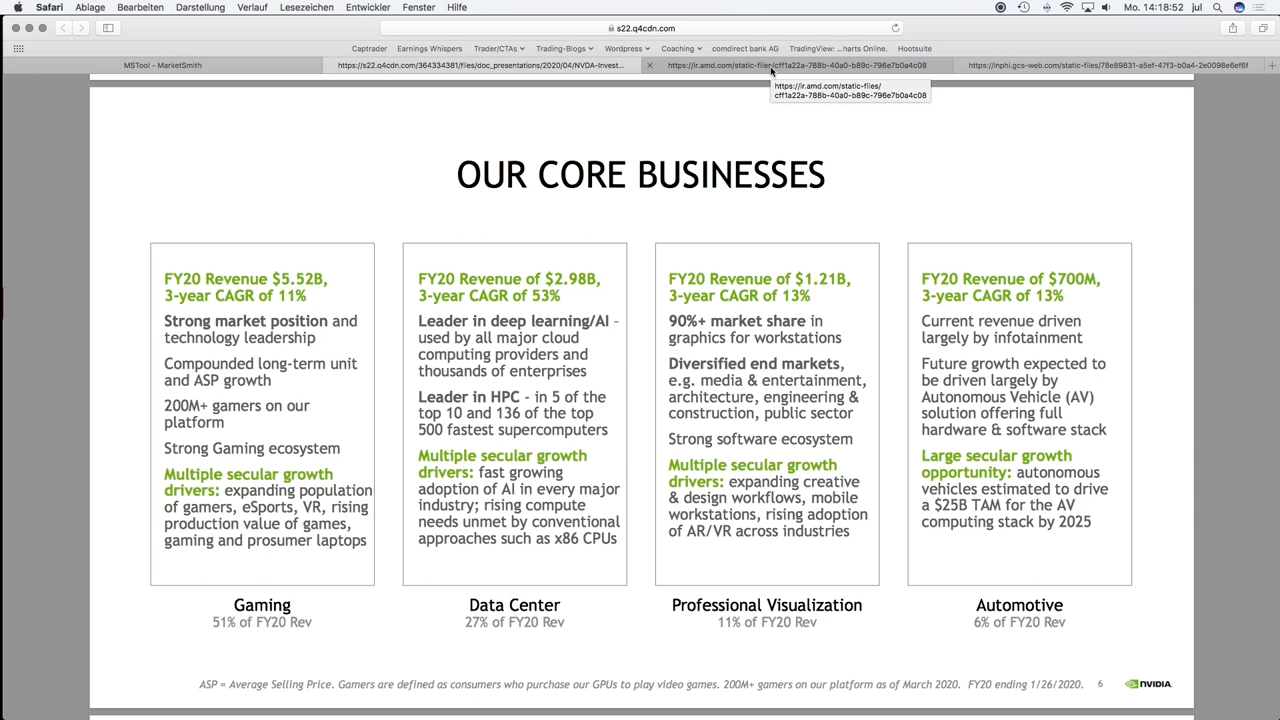 Safari Ablage Bearbeiten Darstellung Verlauf Lesezeichen Entwickler Fenster Hilfe Mo. 14:18:52 jul
s22.q4cdn.com
Captrader Earnings Whispers Trader/CTAs Trading-Blogs Wordpress Coaching comdirect bank AG TradingView: ...harts Online. Hootsuite
MSTool - MarketSmith https://s22.q4cdn.com/364334381/files/doc_presentations/2020/04/NVDA-Invest... https://ir.amd.com/static-files/cff1a22a-788b-40a0-b89c-796e7b0a4c08 https://inphi.gcs-web.com/static-files/78e89831-a5ef-47f3-b0a4-2e0098e6ef6f
https://ir.amd.com/static-files/
cff1a22a-788b-40a0-b89c-796e7b0a4c08
OUR CORE BUSINESSES
FY20 Revenue $5.52B,
3-year CAGR of 11%
Strong market position and
technology leadership
Compounded long-term unit
and ASP growth
200M+ gamers on our
platform
Strong Gaming ecosystem
Multiple secular growth
drivers: expanding population
of gamers, eSports, VR, rising
production value of games,
gaming and prosumer laptops
Gaming
51% of FY20 Rev
FY20 Revenue of $2.98B,
3-year CAGR of 53%
Leader in deep learning/AI -
used by all major cloud
computing providers and
thousands of enterprises
Leader in HPC - in 5 of the
top 10 and 136 of the top
500 fastest supercomputers
Multiple secular growth
drivers: fast growing
adoption of AI in every major
industry; rising compute
needs unmet by conventional
approaches such as x86 CPUs
Data Center
27% of FY20 Rev
FY20 Revenue of $1.21B,
3-year CAGR of 13%
90%+ market share in
graphics for workstations
Diversified end markets,
e.g. media & entertainment,
architecture, engineering &
construction, public sector
Strong software ecosystem
Multiple secular growth
drivers: expanding creative
& design workflows, mobile
workstations, rising adoption
of AR/VR across industries
Professional Visualization
11% of FY20 Rev
FY20 Revenue of $700M,
3-year CAGR of 13%
Current revenue driven
largely by infotainment
Future growth expected to
be driven largely by
Autonomous Vehicle (AV)
solution offering full
hardware & software stack
Large secular growth
opportunity: autonomous
vehicles estimated to drive
a $25B TAM for the AV
computing stack by 2025
Automotive
6% of FY20 Rev
ASP = Average Selling Price. Gamers are defined as consumers who purchase our GPUs to play video games. 200M+ gamers on our platform as of March 2020. FY20 ending 1/26/2020. 6 NVIDIA.